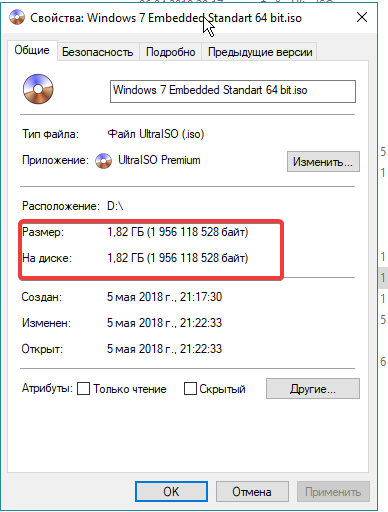 Свойства: Windows 7 Embedded Standart 64 bit.iso
Общие Безопасность Подробно Предыдущие версии
Windows 7 Embedded Standart 64 bit.iso
Тип файла: Файл UltraISO (.iso)
Приложение: UltraISO Premium Изменить...
Расположение: D:\
Размер: 1,82 ГБ (1 956 118 528 байт)
На диске: 1,82 ГБ (1 956 118 528 байт)
Создан: 5 мая 2018 г., 21:17:30
Изменен: 5 мая 2018 г., 21:22:33
Открыт: 5 мая 2018 г., 21:22:33
Атрибуты: Только чтение Скрытый Другие...
OK Отмена Применить
5
1
1
1
1
5
6